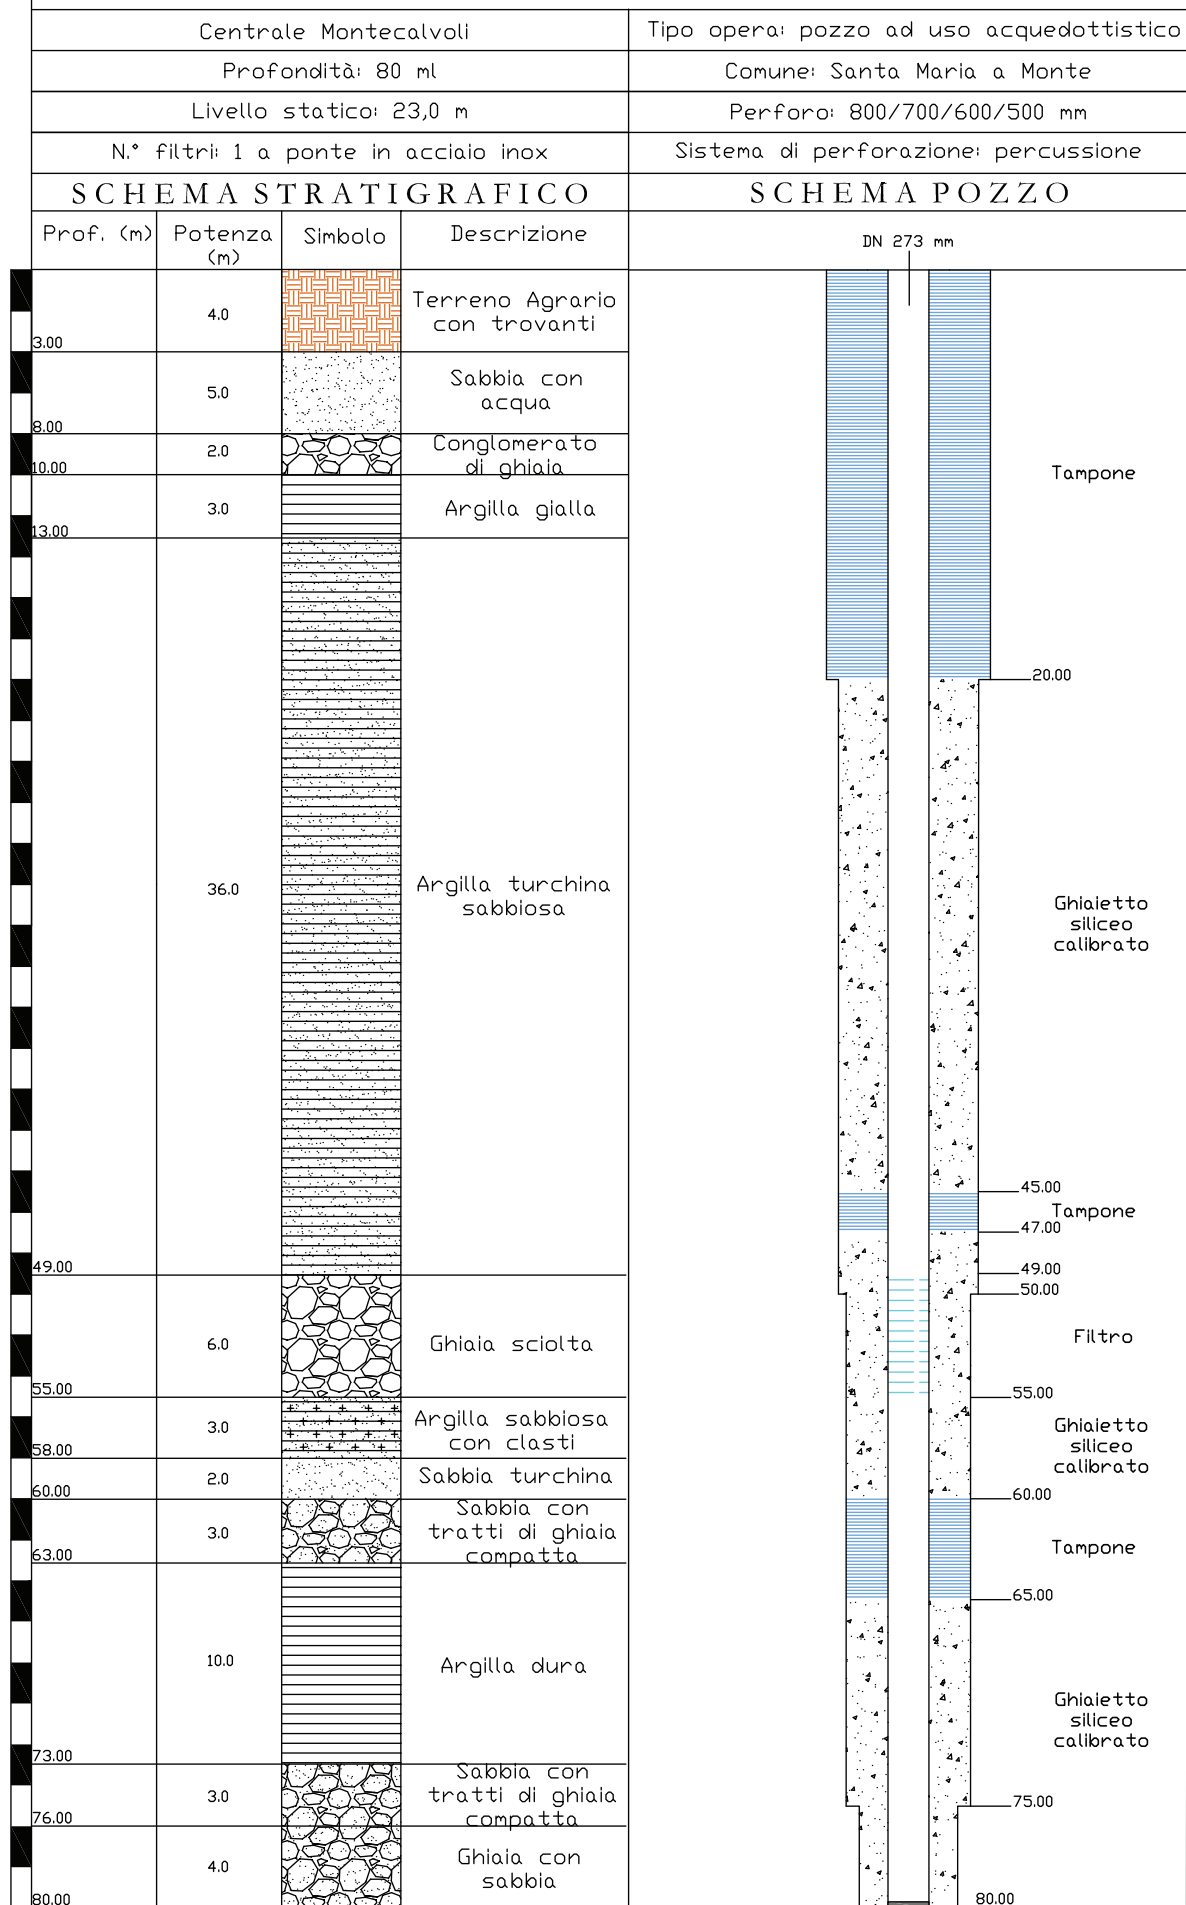 Centrale Montecalvoli
Tipo opera: pozzo ad uso acquedottistico
Profondità: 80 ml
Comune: Santa Maria a Monte
Livello statico: 23,0 m
Perforo: 800/700/600/500 mm
N.° filtri: 1 a ponte in acciaio inox
Sistema di perforazione: percussione
SCHEMA STRATIGRAFICO
SCHEMA POZZO
Prof. (m)
Potenza
(m)
Simbolo
Descrizione
3.00
4.0
Terreno Agrario
con trovanti
8.00
5.0
Sabbia con
acqua
10.00
2.0
Conglomerato
di ghiaia
13.00
3.0
Argilla gialla
49.00
36.0
Argilla turchina
sabbiosa
55.00
6.0
Ghiaia sciolta
58.00
3.0
Argilla sabbiosa
con clasti
60.00
2.0
Sabbia turchina
63.00
3.0
Sabbia con
tratti di ghiaia
compatta
73.00
10.0
Argilla dura
76.00
3.0
Sabbia con
tratti di ghiaia
compatta
80.00
4.0
Ghiaia con
sabbia
DN 273 mm
Tampone
20.00
Ghiaietto
siliceo
calibrato
45.00
Tampone
47.00
49.00
50.00
Filtro
55.00
Ghiaietto
siliceo
calibrato
60.00
Tampone
65.00
Ghiaietto
siliceo
calibrato
75.00
80.00